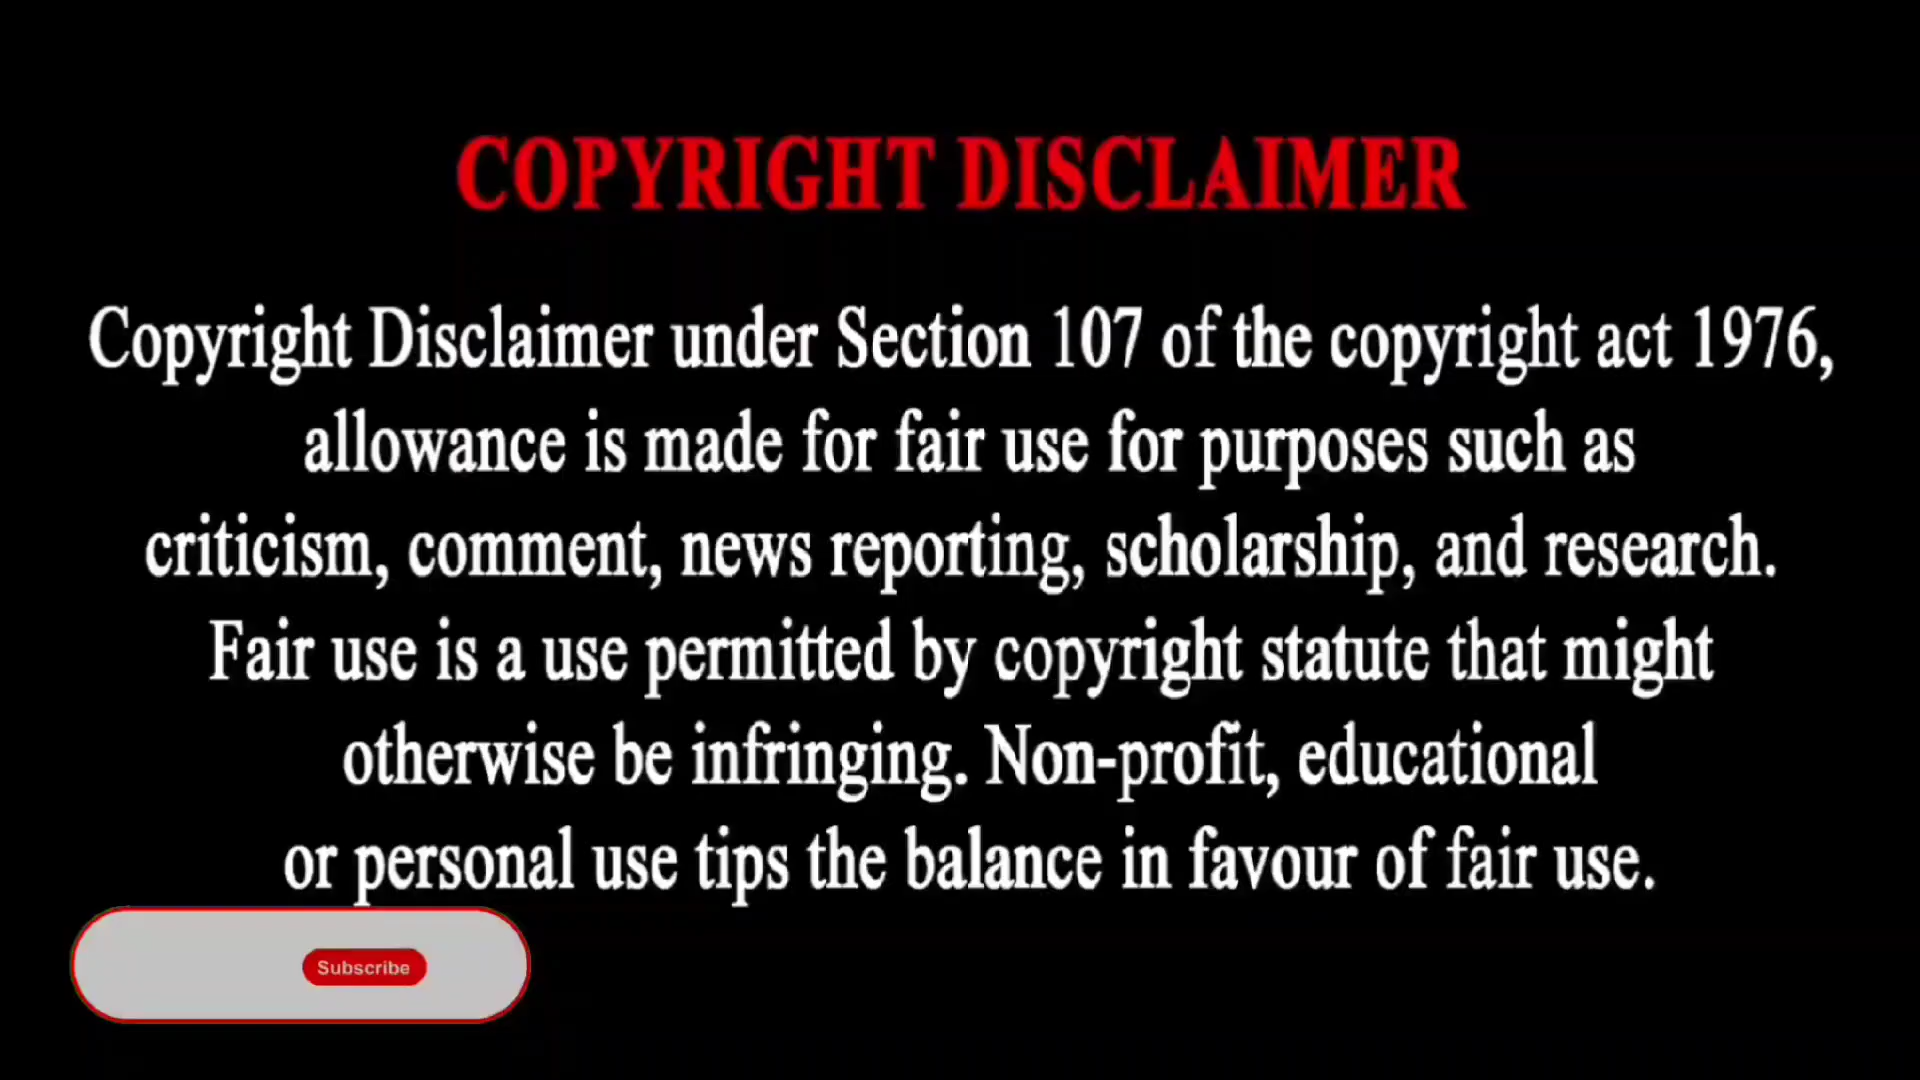 COPYRIGHT DISCLAIMER
Copyright Disclaimer under Section 107 of the copyright act 1976,
allowance is made for fair use for purposes such as
criticism, comment, news reporting, scholarship, and research.
Fair use is a use permitted by copyright statute that might
otherwise be infringing. Non-profit, educational
or personal use tips the balance in favour of fair use.
Subscribe